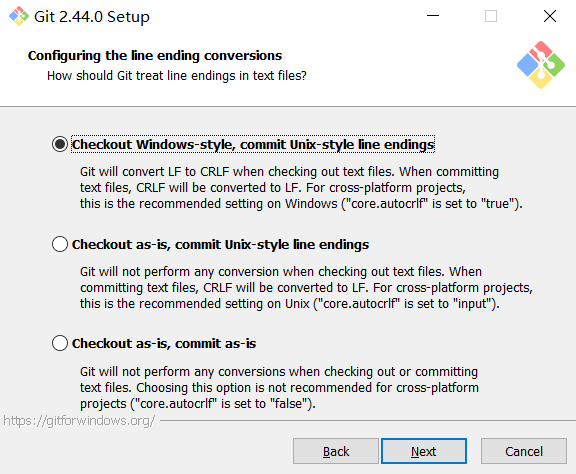 Git 2.44.0 Setup
Configuring the line ending conversions
How should Git treat line endings in text files?
Checkout Windows-style, commit Unix-style line endings
Git will convert LF to CRLF when checking out text files. When committing
text files, CRLF will be converted to LF. For cross-platform projects,
this is the recommended setting on Windows ("core.autocrlf" is set to "true").
Checkout as-is, commit Unix-style line endings
Git will not perform any conversion when checking out text files. When
committing text files, CRLF will be converted to LF. For cross-platform projects,
this is the recommended setting on Unix ("core.autocrlf" is set to "input").
Checkout as-is, commit as-is
Git will not perform any conversions when checking out or committing
text files. Choosing this option is not recommended for cross-platform
projects ("core.autocrlf" is set to "false").
https://gitforwindows.org/
Back
Next
Cancel